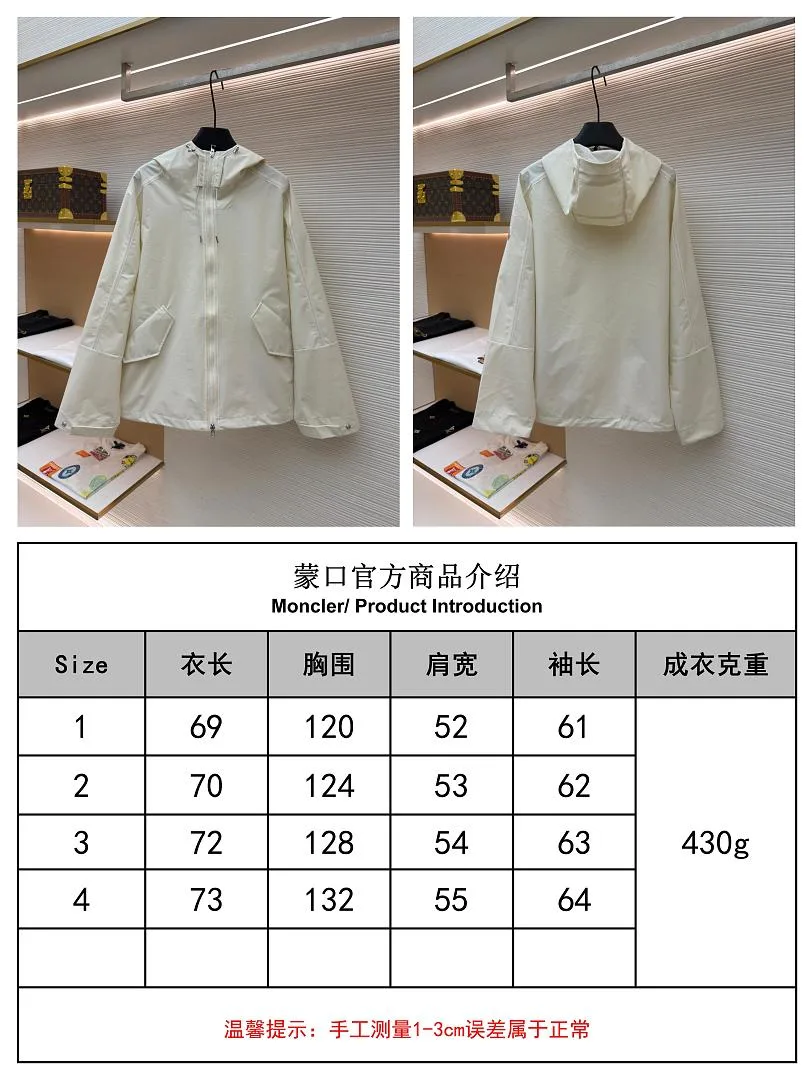 蒙口官方商品介绍
Moncler/ Product Introduction
Size 衣长 胸围 肩宽 袖长 成衣克重
1 69 120 52 61
2 70 124 53 62
3 72 128 54 63
4 73 132 55 64
430g
温馨提示：手工测量1-3cm误差属于正常